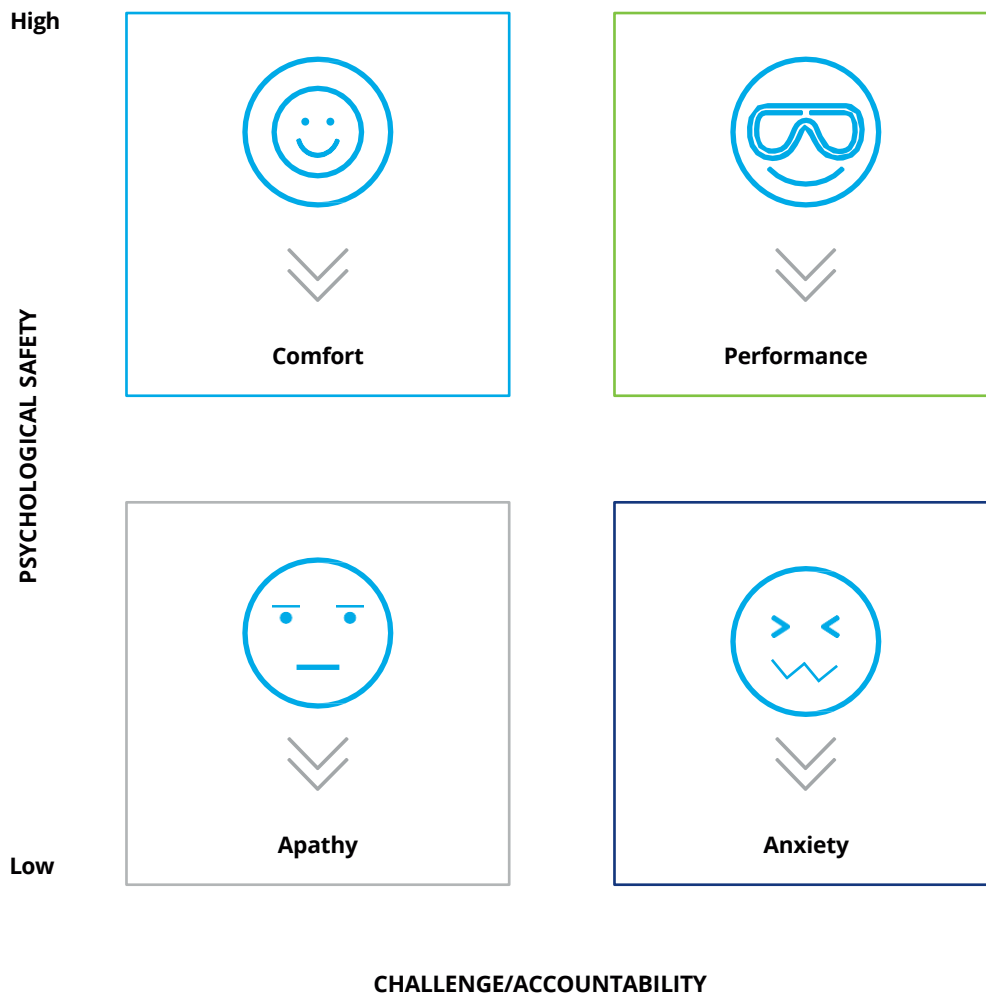 High
Comfort
Performance
PSYCHOLOGICAL SAFETY
Apathy
Anxiety
Low
CHALLENGE/ACCOUNTABILITY